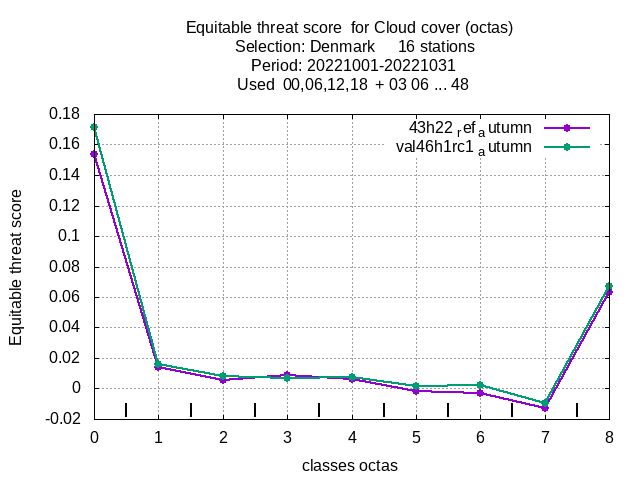 Equitable threat score  for Cloud cover (octas)
Selection: Denmark     16 stations
Period: 20221001-20221031
Used  00,06,12,18  + 03 06 ... 48
43h22 refa utumn
val46h1rc1 a utumn
Equitable threat score
0.18
0.16
0.14
0.12
0.1
0.08
0.06
0.04
0.02
0
-0.02
0 1 2 3 4 5 6 7 8
classes octas